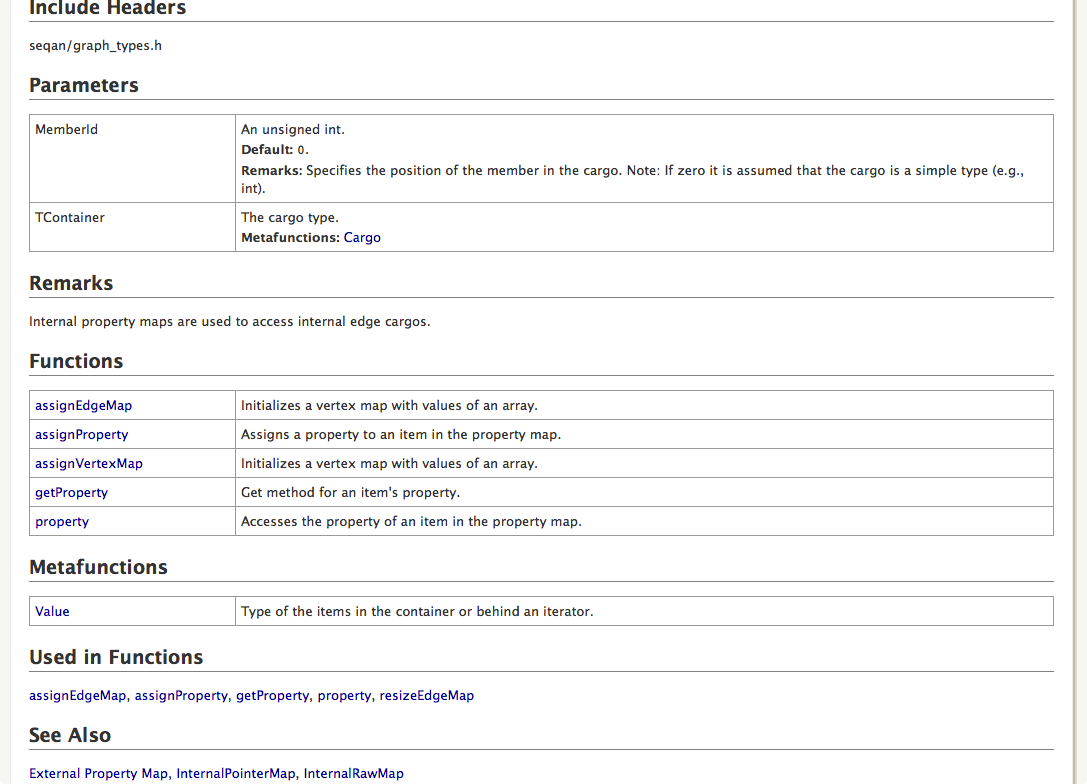 Include Headers
seqan/graph_types.h
Parameters
MemberId
An unsigned int.
Default: 0.
Remarks: Specifies the position of the member in the cargo. Note: If zero it is assumed that the cargo is a simple type (e.g.,
int).
TContainer
The cargo type.
Metafunctions: Cargo
Remarks
Internal property maps are used to access internal edge cargos.
Functions
assignEdgeMap Initializes a vertex map with values of an array.
assignProperty Assigns a property to an item in the property map.
assignVertexMap Initializes a vertex map with values of an array.
getProperty Get method for an item's property.
property Accesses the property of an item in the property map.
Metafunctions
Value Type of the items in the container or behind an iterator.
Used in Functions
assignEdgeMap, assignProperty, getProperty, property, resizeEdgeMap
See Also
External Property Map, InternalPointerMap, InternalRawMap